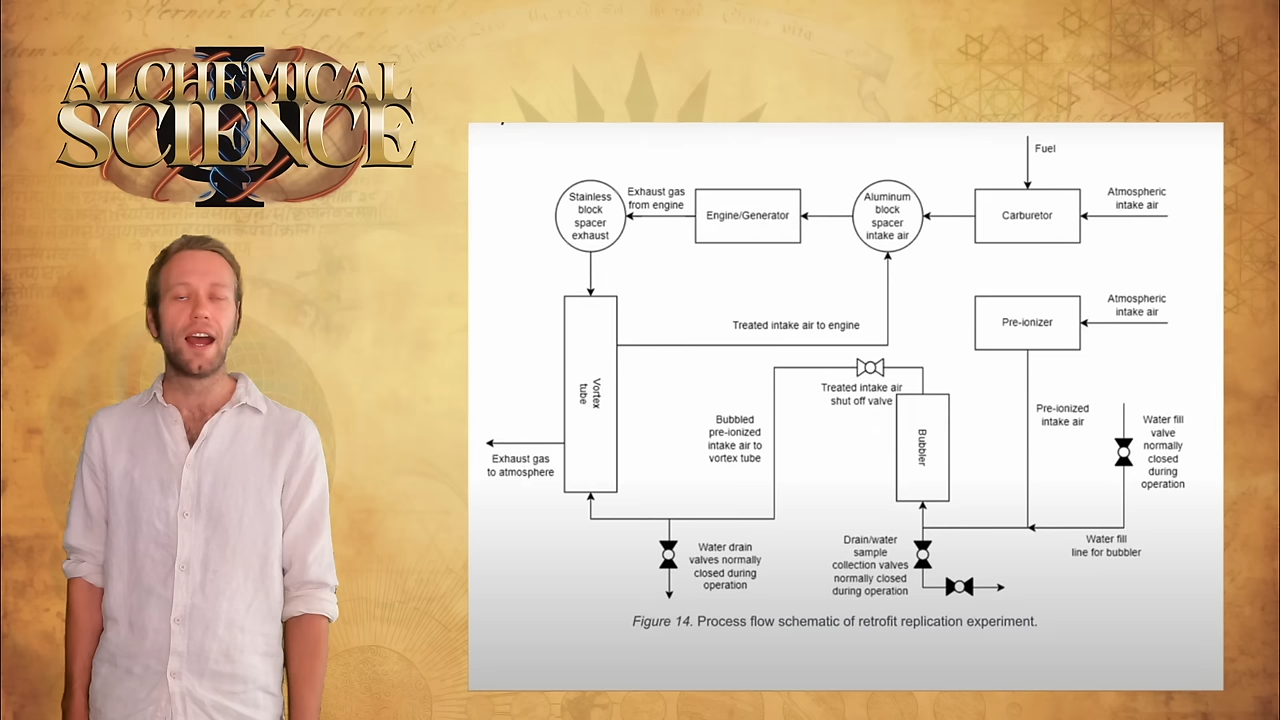 ALCHEMICAL
SCIENCE
Fuel
Stainless
block
spacer
exhaust
Exhaust gas
from engine
Engine/Generator
Aluminum
block
spacer
intake air
Carburetor
Atmospheric
intake air
Treated intake air to engine
Pre-ionizer
Atmospheric
intake air
Vortex
tube
Treated intake air
shut off valve
Bubbled
pre-ionized
intake air to
vortex tube
Bubbler
Pre-ionized
intake air
Water fill
valve
normally
closed
during
operation
Exhaust gas
to atmosphere
Water drain
valves normally
closed during
operation
Drain/water
sample
collection valves
normally closed
during operation
Water fill
line for bubbler
Figure 14. Process flow schematic of retrofit replication experiment.